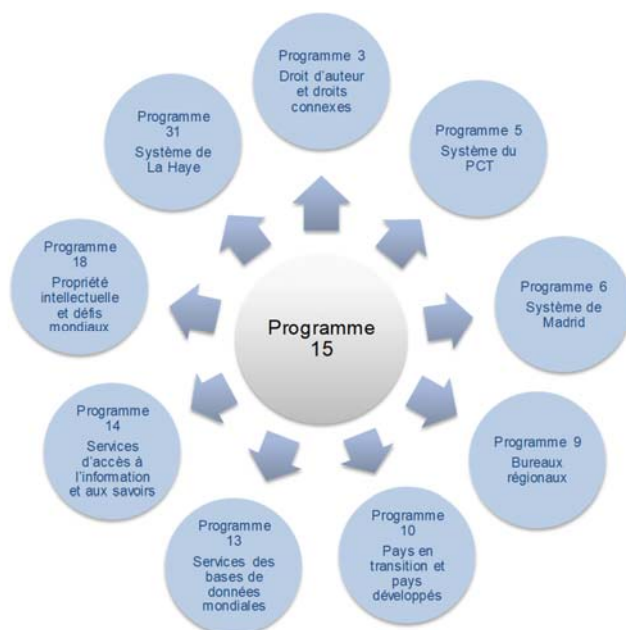 Programme 3
Droit d'auteur
et droits
connexes
Programme 5
Système du
PCT
Programme 6
Système de
Madrid
Programme 9
Bureaux
régionaux
Programme
10
Pays en
transition et
pays
développés
Programme
13
Services des
bases de
données
mondiales
Programme
14
Services
d'accès à
l'information
et aux savoirs
Programme
18
Propriété
intellectuelle
et défis
mondiaux
Programme
31
Système de
La Haye
Programme
15